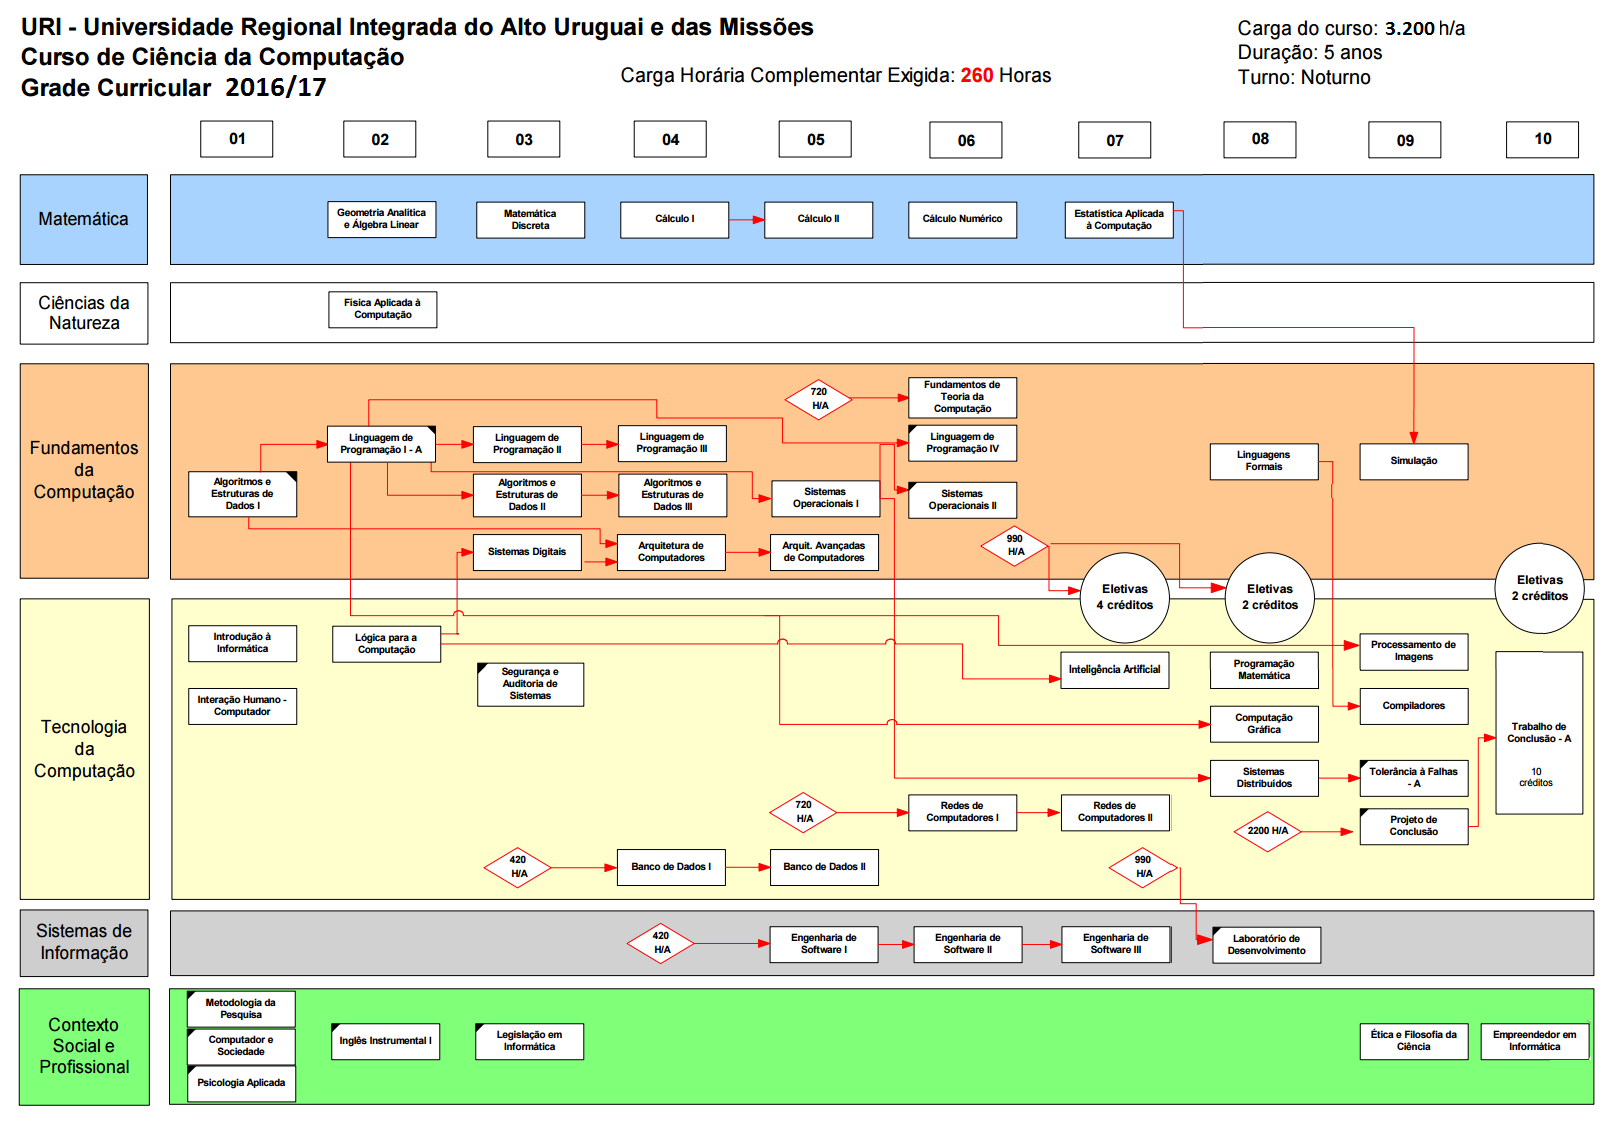 URI - Universidade Regional Integrada do Alto Uruguai e das Missões
Curso de Ciência da Computação
Grade Curricular 2016/17
Carga Horária Complementar Exigida: 260 Horas
Carga do curso: 3.200 h/a
Duração: 5 anos
Turno: Noturno
01
02
03
04
05
06
07
08
09
10
Matemática
Geometria Analitica
e Álgebra Linear
Matemática
Discreta
Cálculo I
Cálculo II
Cálculo Numérico
Estatística Aplicada
à Computação
Ciências da
Natureza
Fisica Aplicada à
Computação
Fundamentos
da
Computação
720
H/A
Fundamentos de
Teoria da
Computação
Linguagem de
Programação I - A
Linguagem de
Programação II
Linguagem de
Programação III
Linguagem de
Programação IV
Linguagens
Formais
Simulação
Algoritmos e
Estruturas de
Dados I
Algoritmos e
Estruturas de
Dados II
Algoritmos e
Estruturas de
Dados III
Sistemas
Operacionais I
Sistemas
Operacionais II
Sistemas Digitais
Arquitetura de
Computadores
Arquit. Avançadas
de Computadores
990
H/A
Eletivas
4 créditos
Eletivas
2 créditos
Eletivas
2 créditos
Tecnologia
da
Computação
Introdução à
Informática
Lógica para a
Computação
Processamento de
Imagens
Segurança e
Auditoria de
Sistemas
Inteligência Artificial
Programação
Matemática
Interação Humano -
Computador
Computação
Gráfica
Compiladores
Trabalho de
Conclusão - A
10
créditos
Sistemas
Distribuidos
Tolerância à Falhas
- A
720
H/A
Redes de
Computadores I
Redes de
Computadores II
2200 H/A
Projeto de
Conclusão
420
H/A
Banco de Dados I
Banco de Dados II
990
H/A
Sistemas de
Informação
420
H/A
Engenharia de
Software I
Engenharia de
Software II
Engenharia de
Software III
Laboratório de
Desenvolvimento
Contexto
Social e
Profissional
Metodologia da
Pesquisa
Computador e
Sociedade
Psicologia Aplicada
Inglês Instrumental I
Legislação em
Informática
Ética e Filosofia da
Ciência
Empreendedor em
Informática